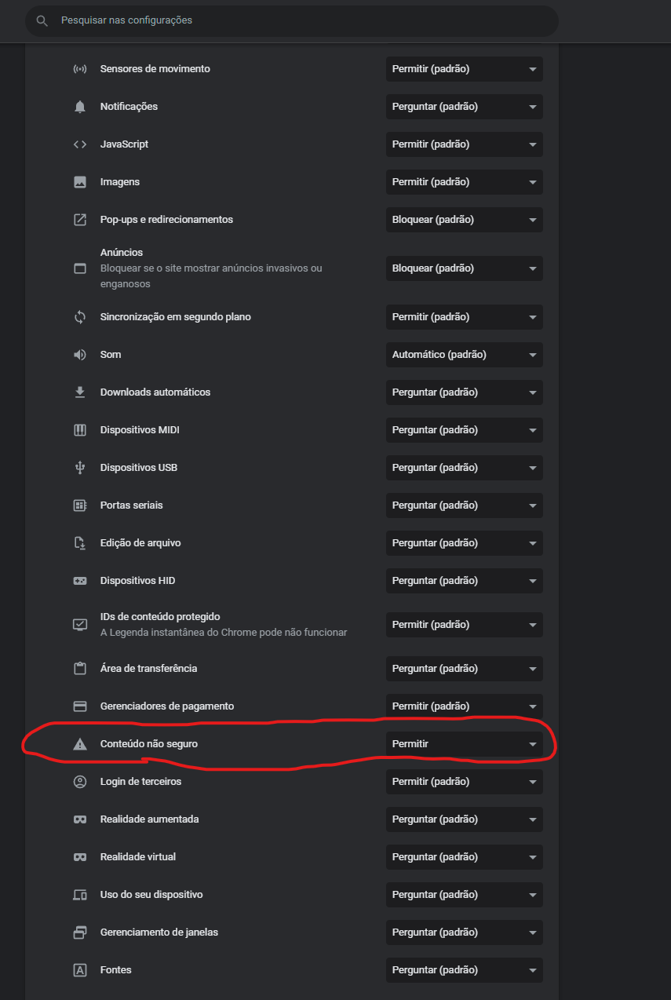 Pesquisar nas configurações
Sensores de movimento
Permitir (padrão)
Notificações
Perguntar (padrão)
JavaScript
Permitir (padrão)
Imagens
Permitir (padrão)
Pop-ups e redirecionamentos
Bloquear (padrão)
Anúncios
Bloquear se o site mostrar anúncios invasivos ou
enganosos
Bloquear (padrão)
Sincronização em segundo plano
Permitir (padrão)
Som
Automático (padrão)
Downloads automáticos
Perguntar (padrão)
Dispositivos MIDI
Perguntar (padrão)
Dispositivos USB
Perguntar (padrão)
Portas seriais
Perguntar (padrão)
Edição de arquivo
Perguntar (padrão)
Dispositivos HID
Perguntar (padrão)
IDs de conteúdo protegido
A Legenda instantânea do Chrome pode não funcionar
Permitir (padrão)
Área de transferência
Perguntar (padrão)
Gerenciadores de pagamento
Permitir (padrão)
Conteúdo não seguro
Permitir
Login de terceiros
Permitir (padrão)
Realidade aumentada
Perguntar (padrão)
Realidade virtual
Perguntar (padrão)
Uso do seu dispositivo
Perguntar (padrão)
Gerenciamento de janelas
Perguntar (padrão)
Fontes
Perguntar (padrão)